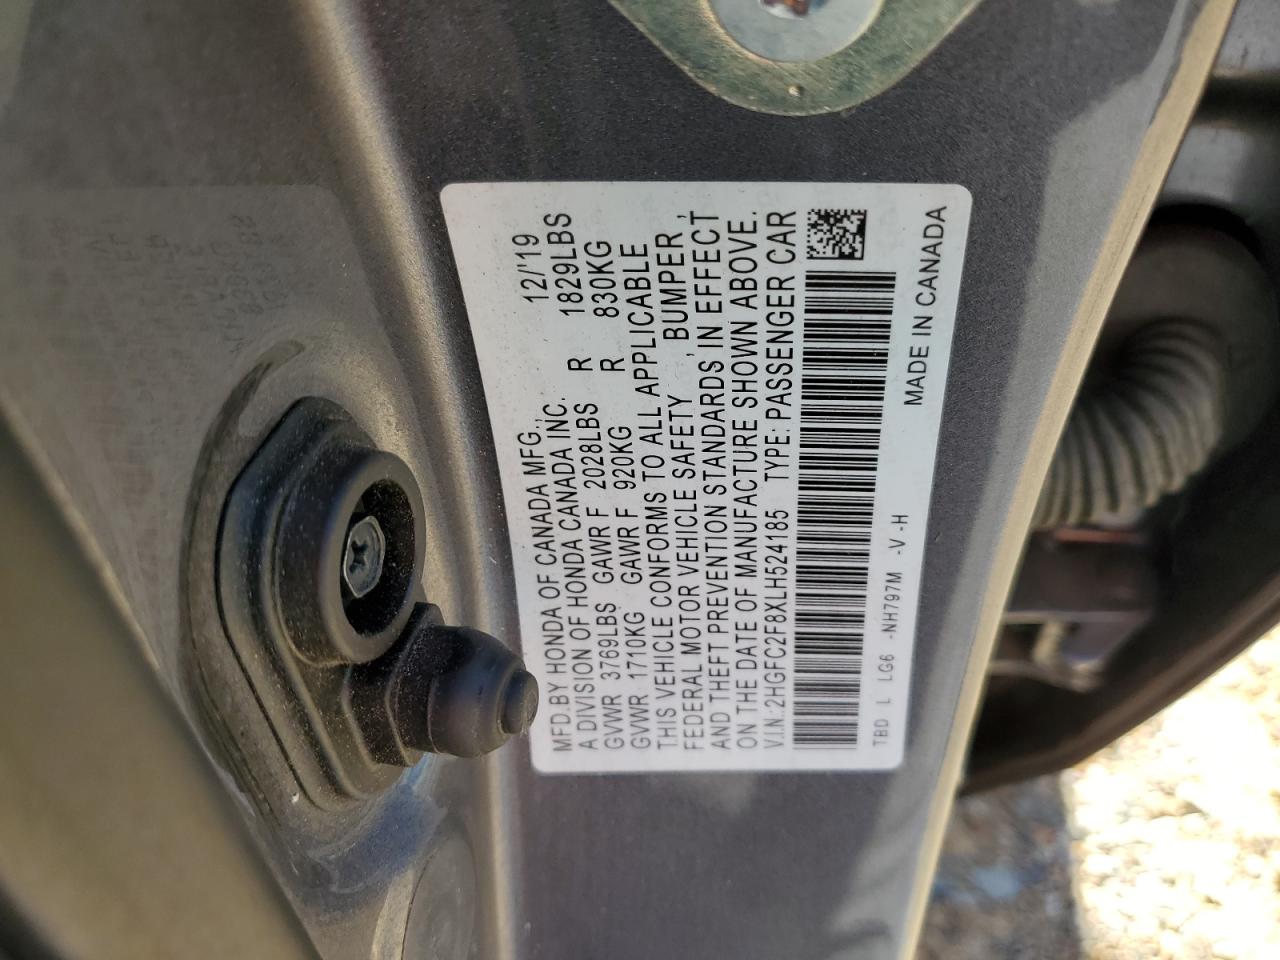 MFD.BY HONDA OF CANADA MFG., 12/'19
A DIVISION OF HONDA CANADA INC.
GVWR 3769LBS GAWR F 2028LBS R 1829LBS
GVWR 1710KG GAWR F 920KG R 830KG
THIS VEHICLE CONFORMS TO ALL APPLICABLE
FEDERAL MOTOR VEHICLE SAFETY , BUMPER,
AND THEFT PREVENTION STANDARDS IN EFFECT
ON THE DATE OF MANUFACTURE SHOWN ABOVE.
V.I.N.:2HGFC2F8XLH524185 TYPE: PASSENGER CAR
TBD L LG6 -NH797M -V -H MADE IN CANADA